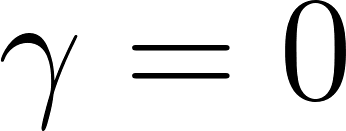 γ = 0